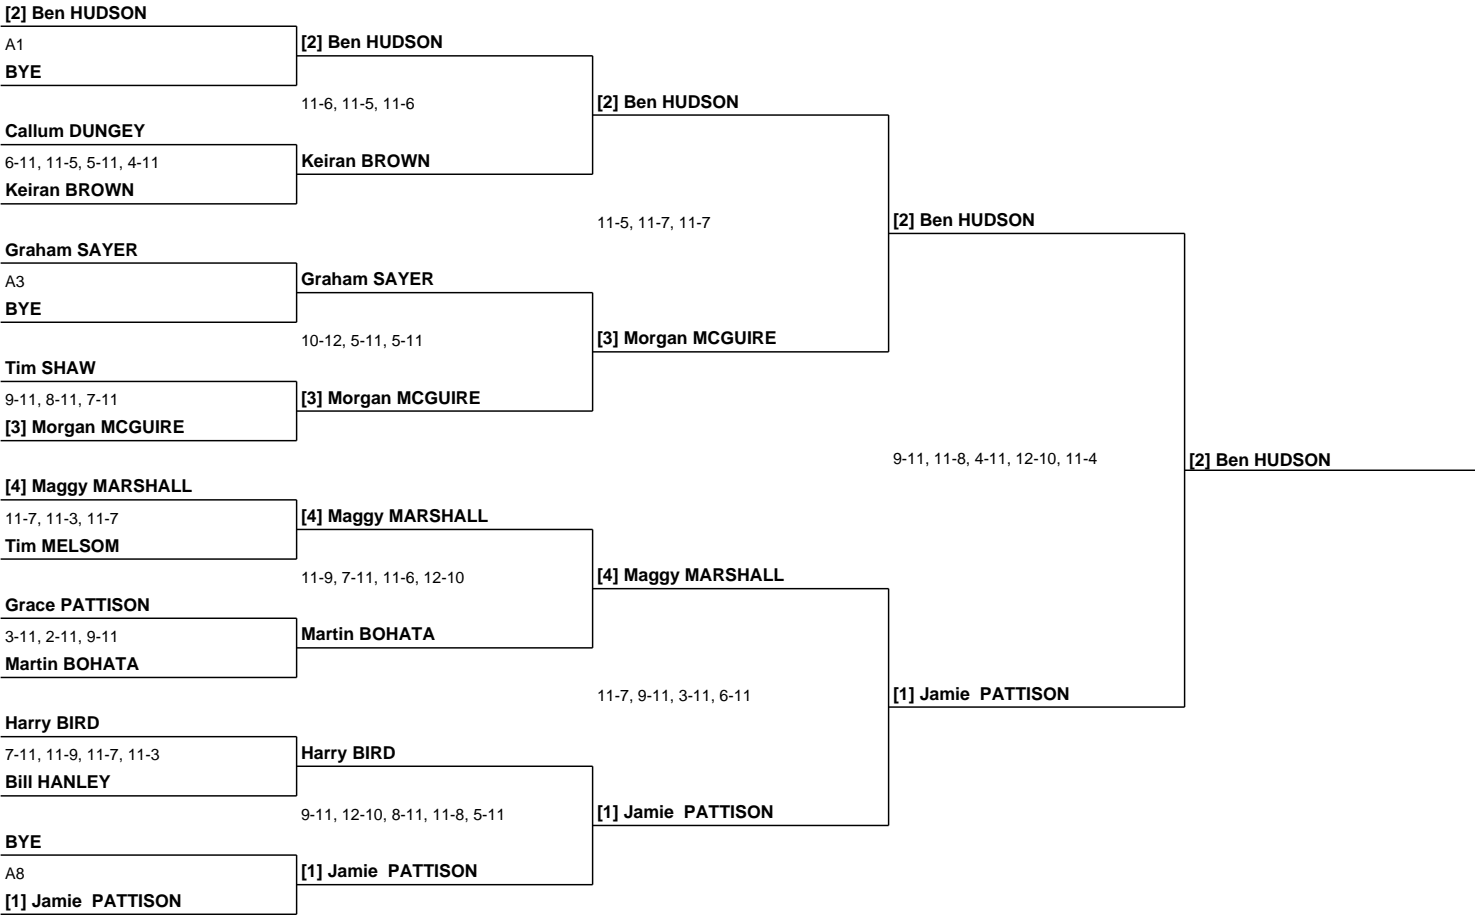 [2] Ben HUDSON
A1
BYE
Callum DUNGEY
6-11, 11-5, 5-11, 4-11
Keiran BROWN
Graham SAYER
A3
BYE
Tim SHAW
9-11, 8-11, 7-11
[3] Morgan MCGUIRE
[4] Maggy MARSHALL
11-7, 11-3, 11-7
Tim MELSOM
Grace PATTISON
3-11, 2-11, 9-11
Martin BOHATA
Harry BIRD
7-11, 11-9, 11-7, 11-3
Bill HANLEY
BYE
A8
[1] Jamie  PATTISON
[2] Ben HUDSON
11-6, 11-5, 11-6
Keiran BROWN
Graham SAYER
10-12, 5-11, 5-11
[3] Morgan MCGUIRE
[4] Maggy MARSHALL
11-9, 7-11, 11-6, 12-10
Martin BOHATA
Harry BIRD
9-11, 12-10, 8-11, 11-8, 5-11
[1] Jamie  PATTISON
[2] Ben HUDSON
11-5, 11-7, 11-7
[3] Morgan MCGUIRE
[4] Maggy MARSHALL
11-7, 9-11, 3-11, 6-11
[1] Jamie  PATTISON
[2] Ben HUDSON
9-11, 11-8, 4-11, 12-10, 11-4
[1] Jamie  PATTISON
[2] Ben HUDSON